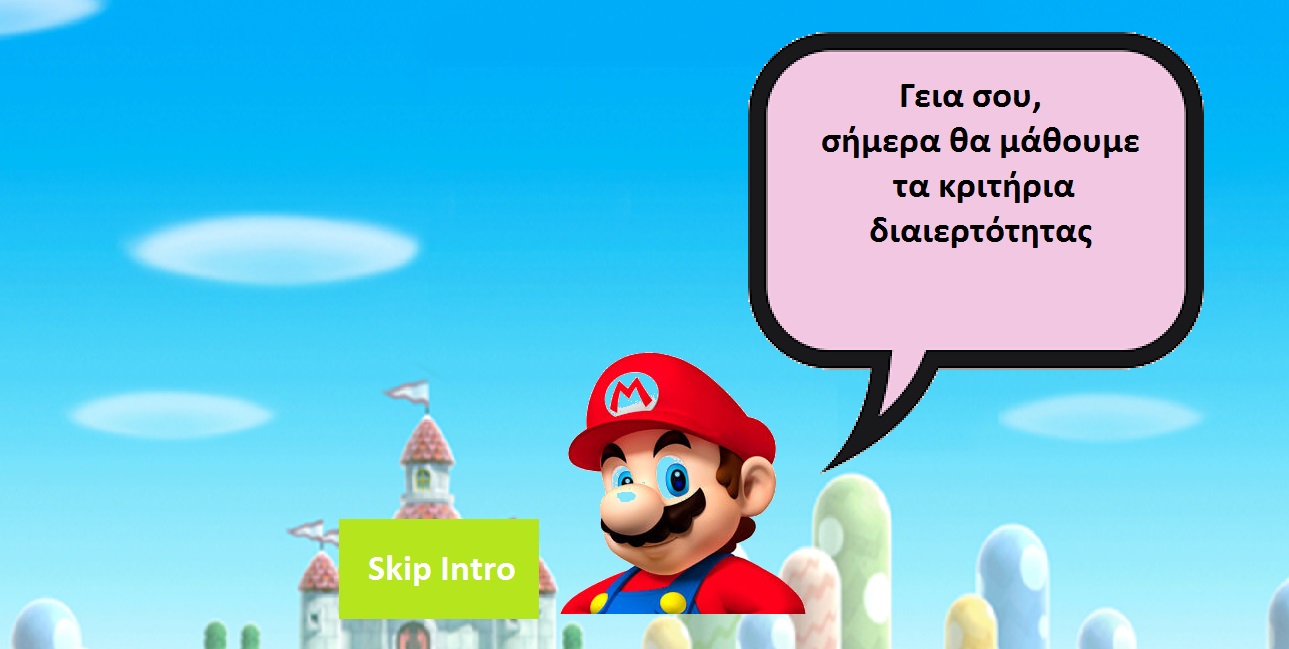 Γεια σου,
σήμερα θα μάθουμε
τα κριτήρια
διαιερτότητας
M
Skip Intro